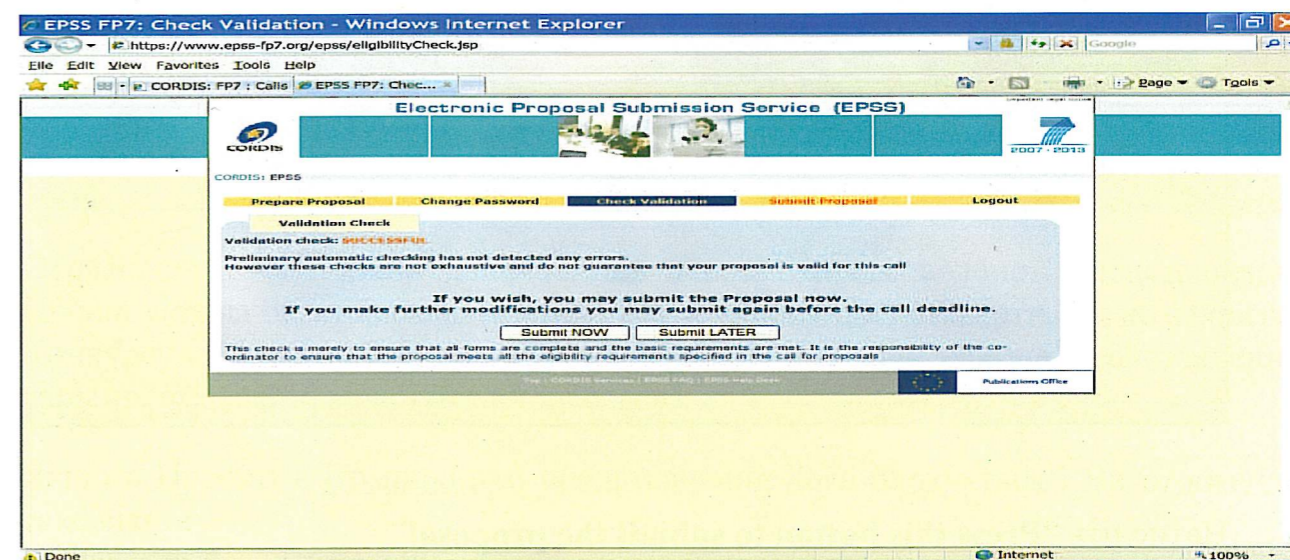 EPSS FP7: Check Validation - Windows Internet Explorer
https://www.epss-fp7.org/epss/eligibilityCheck.jsp
Google
File Edit View Favorites Tools Help
CORDIS: FP7 : Calls EPSS FP7: Chec... Page Tools
Electronic Proposal Submission Service (EPSS)
CORDIS
2007 - 2013
CORDIS: EPSS
Prepare Proposal Change Password Check Validation Submit Proposal Logout
Validation Check
Validation check: SUCCESSFUL
Preliminary automatic checking has not detected any errors.
However these checks are not exhaustive and do not guarantee that your proposal is valid for this call
If you wish, you may submit the Proposal now.
If you make further modifications you may submit again before the call deadline.
Submit NOW Submit LATER
This check is merely to ensure that all forms are complete and the basic requirements are met. It is the responsibility of the co-
ordinator to ensure that the proposal meets all the eligibility requirements specified in the call for proposals
Top | CORDIS Services | EPSS FAQ | EPSS Help Desk
Publications Office
Done Internet 100%